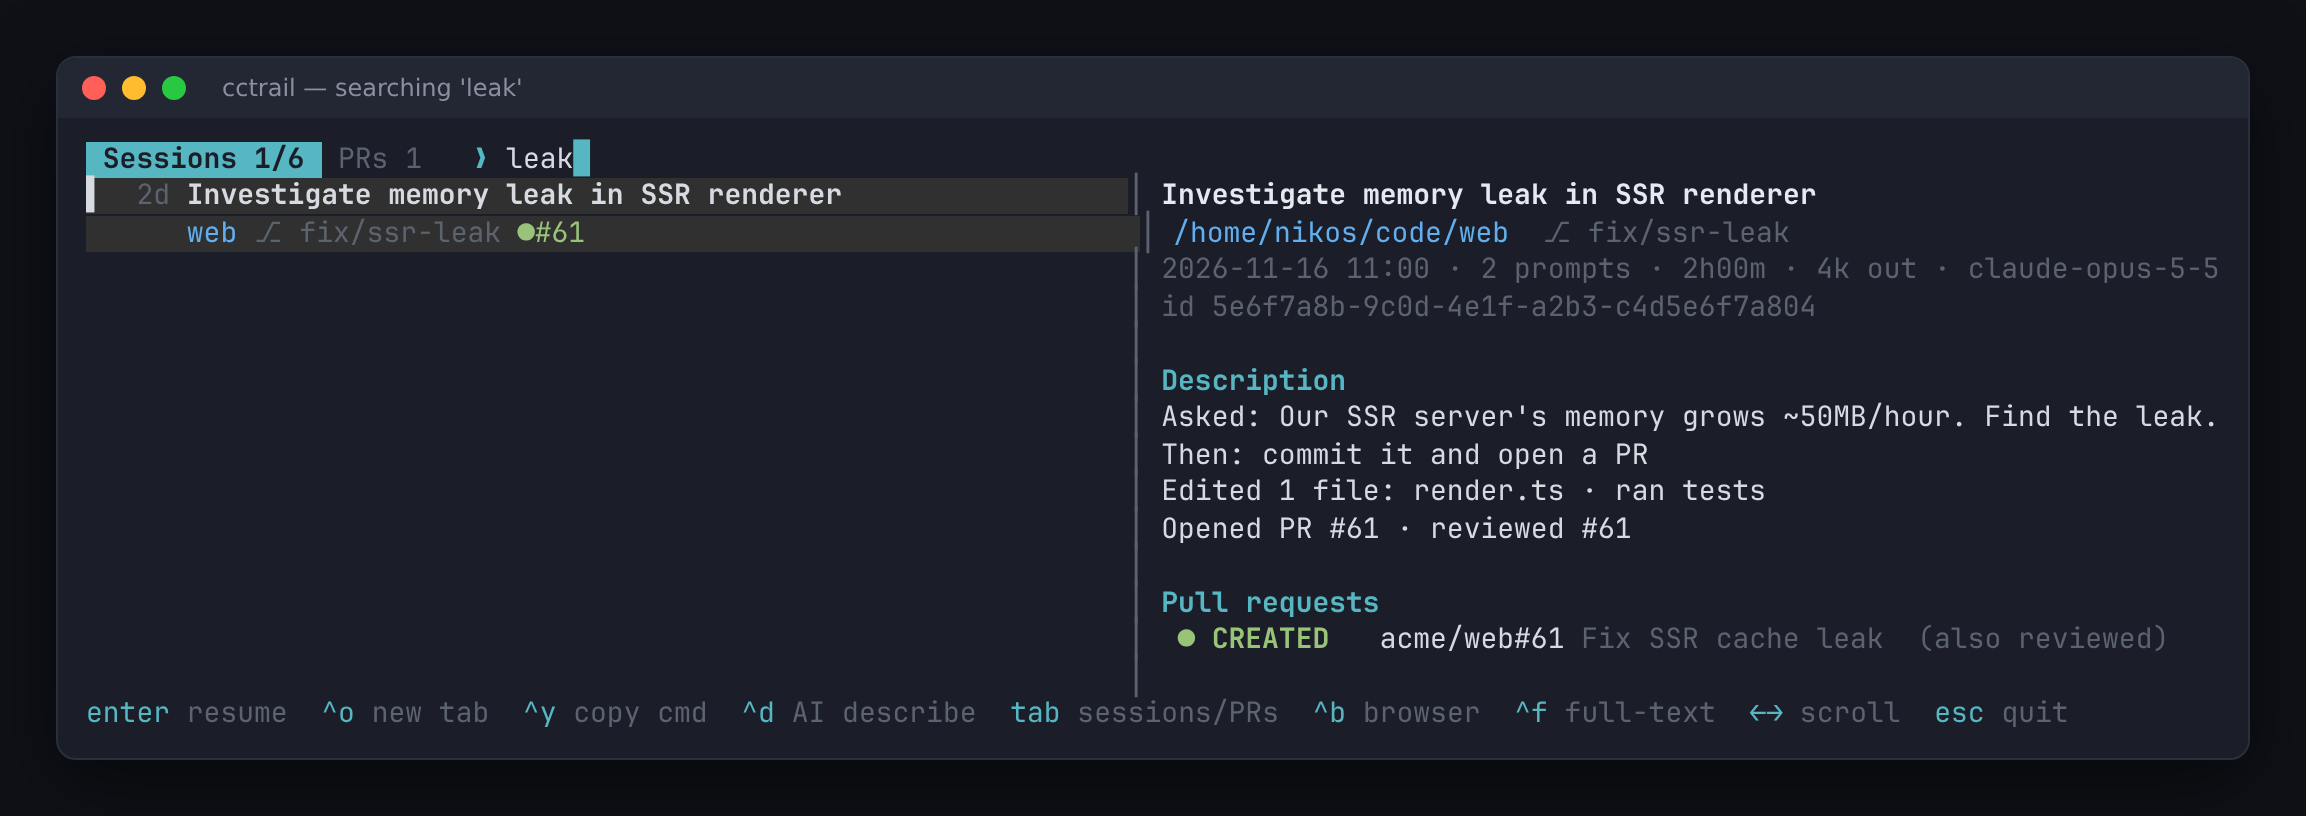 cctrail — searching 'leak'
Sessions 1/6 PRs 1 ❯ leak
2d Investigate memory leak in SSR renderer
web ⎇ fix/ssr-leak ●#61
Investigate memory leak in SSR renderer
/home/nikos/code/web ⎇ fix/ssr-leak
2026-11-16 11:00 · 2 prompts · 2h00m · 4k out · claude-opus-5-5
id 5e6f7a8b-9c0d-4e1f-a2b3-c4d5e6f7a804
Description
Asked: Our SSR server's memory grows ~50MB/hour. Find the leak.
Then: commit it and open a PR
Edited 1 file: render.ts · ran tests
Opened PR #61 · reviewed #61
Pull requests
● CREATED acme/web#61 Fix SSR cache leak (also reviewed)
enter resume ^o new tab ^y copy cmd ^d AI describe tab sessions/PRs ^b browser ^f full-text ←→ scroll esc quit